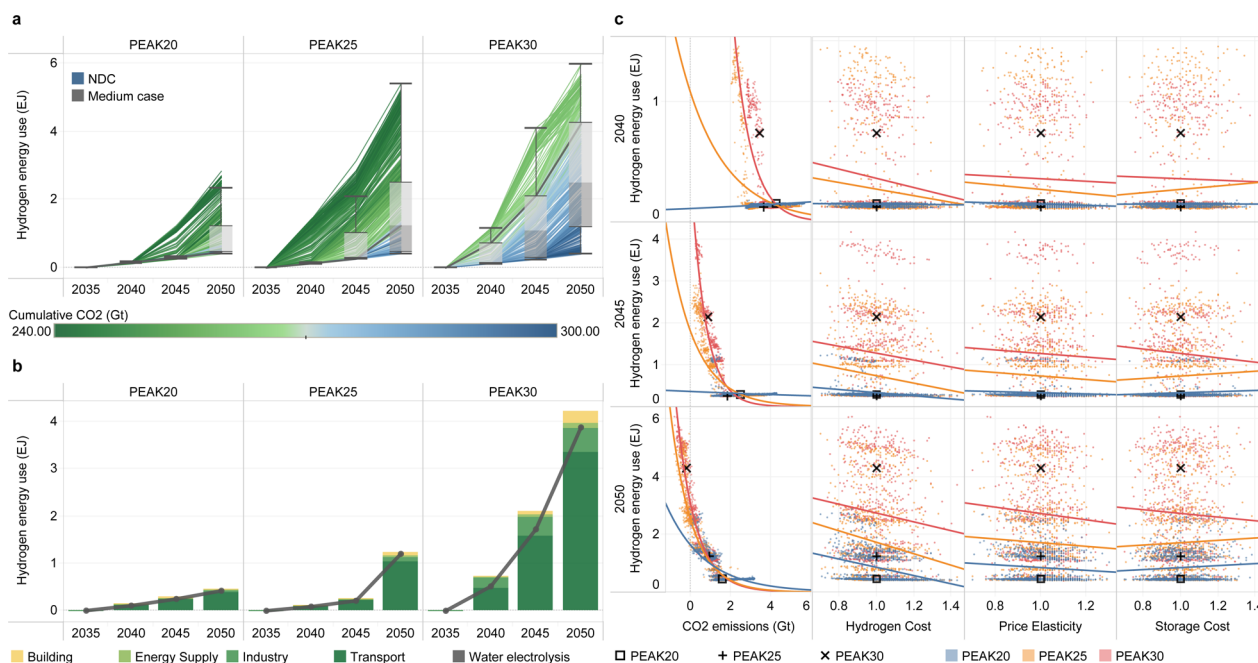 a
PEAK20 PEAK25 PEAK30
Hydrogen energy use (EJ)
6
4
2
0
NDC
Medium case
2035 2040 2045 2050 2035 2040 2045 2050 2035 2040 2045 2050
Cumulative CO2 (Gt)
240.00 300.00
b
PEAK20 PEAK25 PEAK30
Hydrogen energy use (EJ)
4
3
2
1
0
2035 2040 2045 2050 2035 2040 2045 2050 2035 2040 2045 2050
Building Energy Supply Industry Transport Water electrolysis
c
2040
Hydrogen energy use (EJ)
1
0
2045
Hydrogen energy use (EJ)
4
3
2
1
0
2050
Hydrogen energy use (EJ)
6
4
2
0
0 2 4 6 0.8 1.0 1.2 1.4 0.8 1.0 1.2 0.8 1.0 1.2 1.4
CO2 emissions (Gt) Hydrogen Cost Price Elasticity Storage Cost
PEAK20 PEAK25 PEAK30 PEAK20 PEAK25 PEAK30